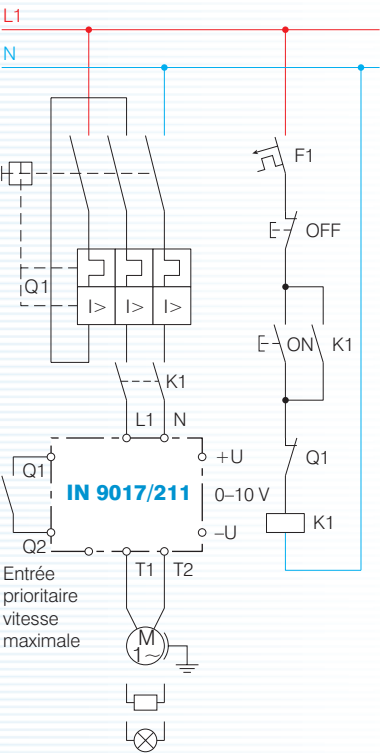 L1
N
F1
OFF
Q1
I> I> I>
ON K1
K1
L1 N
Q1 +U Q1
IN 9017/211 0–10 V
K1
Q2 –U
T1 T2
Entrée
prioritaire
vitesse
maximale
M
1~